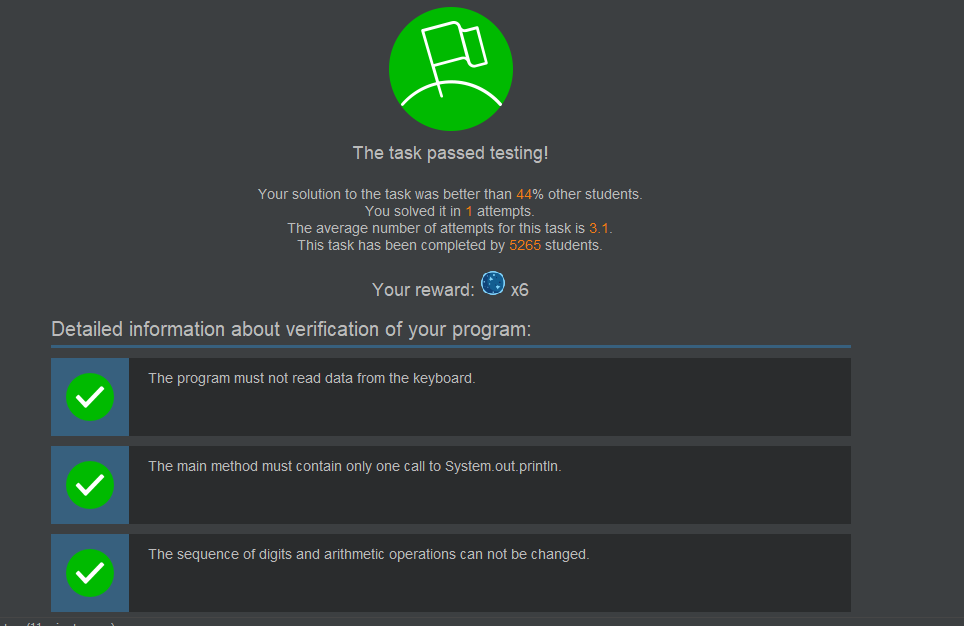 The task passed testing!
Your solution to the task was better than 44% other students.
You solved it in 1 attempts.
The average number of attempts for this task is 3.1.
This task has been completed by 5265 students.
Your reward: x6
Detailed information about verification of your program:
The program must not read data from the keyboard.
The main method must contain only one call to System.out.println.
The sequence of digits and arithmetic operations can not be changed.